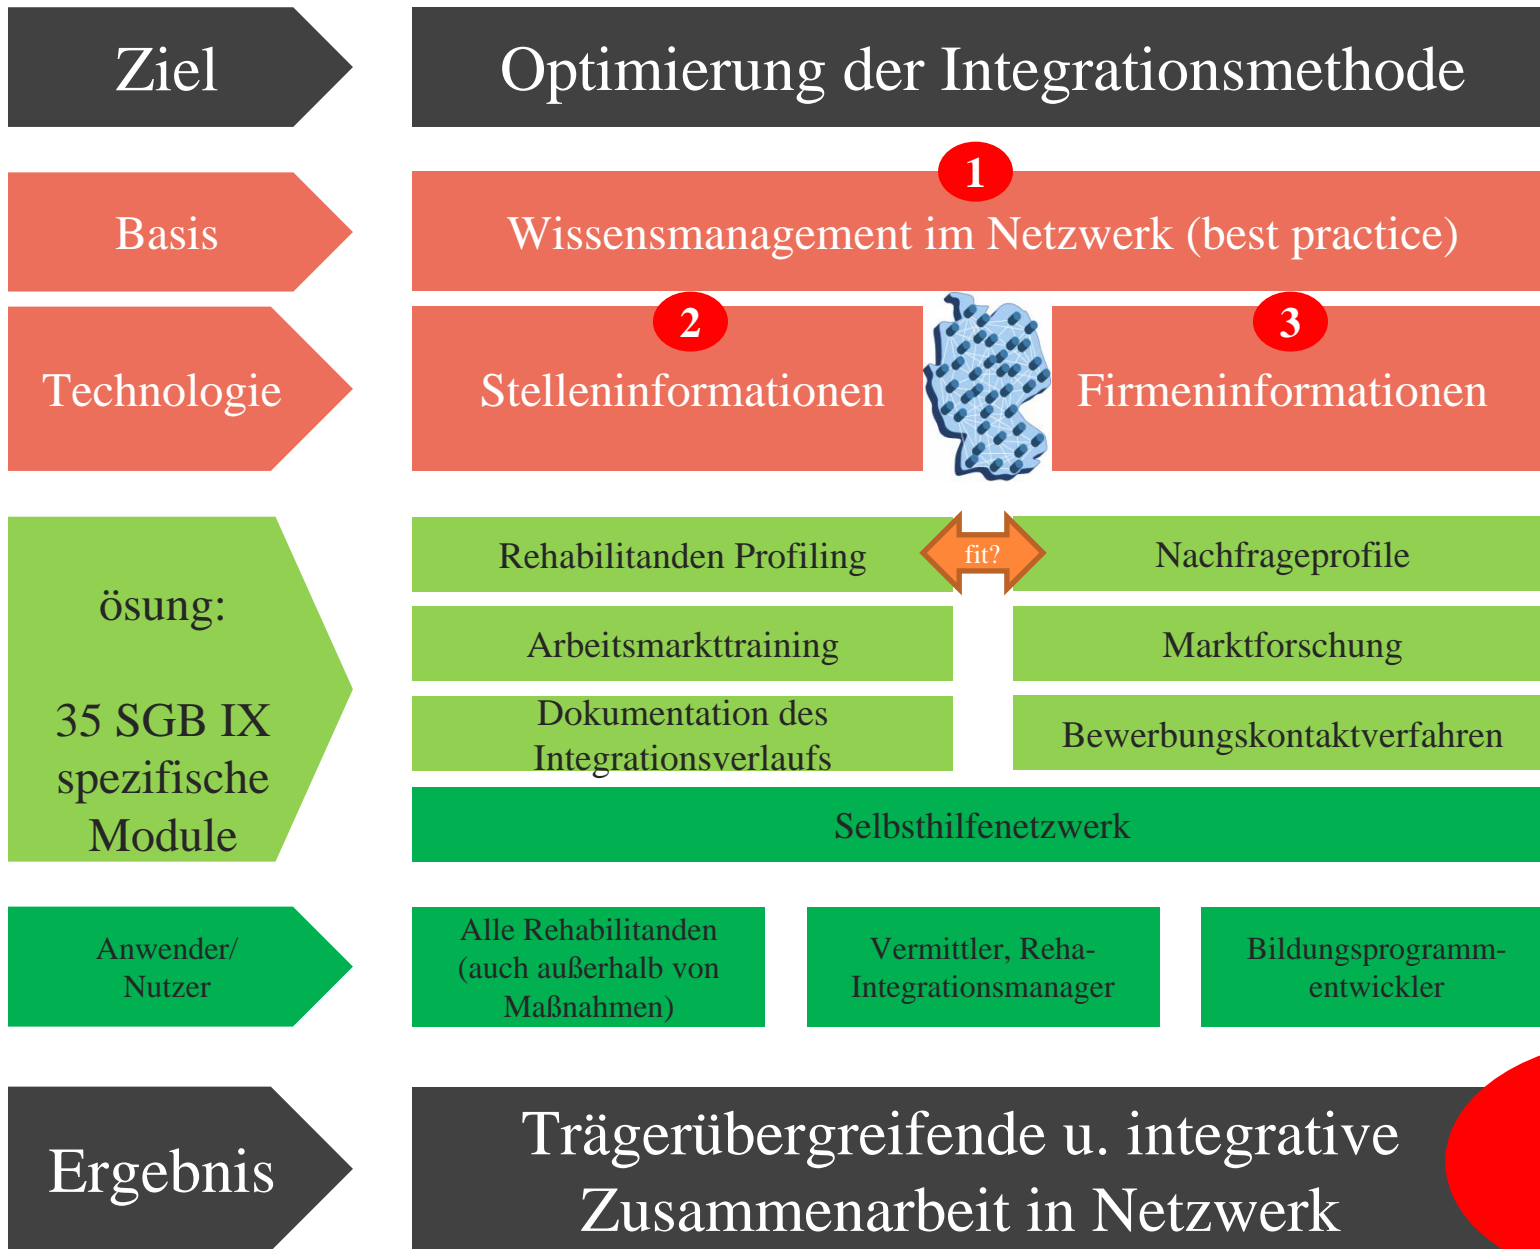 Ziel
Optimierung der Integrationsmethode
1
Basis
Wissensmanagement im Netzwerk (best practice)
2
3
Technologie
Stelleninformationen
Firmeninformationen
ösung:
35 SGB IX
spezifische
Module
Rehabilitanden Profiling
fit?
Nachfrageprofile
Arbeitsmarkttraining
Marktforschung
Dokumentation des
Integrationsverlaufs
Bewerbungskontaktverfahren
Selbsthilfenetzwerk
Anwender/
Nutzer
Alle Rehabilitanden
(auch außerhalb von
Maßnahmen)
Vermittler, Reha-
Integrationsmanager
Bildungsprogramm-
entwickler
Ergebnis
Trägerübergreifende u. integrative
Zusammenarbeit in Netzwerk